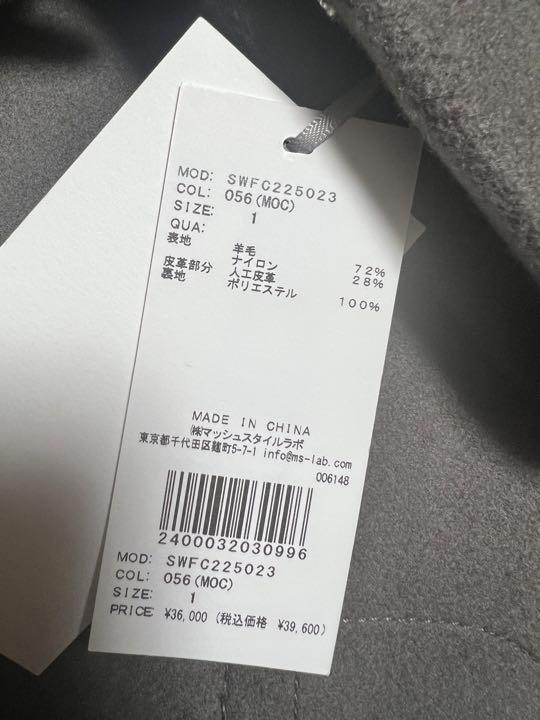 MOD: SWFC225023
COL: 056(MOC)
SIZE: 1
QUA:
表地 羊毛 72%
ナイロン 28%
皮革部分 人工皮革
裏地 ポリエステル 100%
MADE IN CHINA
㈱マッシュスタイルラボ
東京都千代田区麹町5-7-1 info@ms-lab.com
006148
2400032030996
MOD: SWFC225023
COL: 056(MOC)
SIZE: 1
PRICE: ¥36,000 (税込価格 ¥39,600)